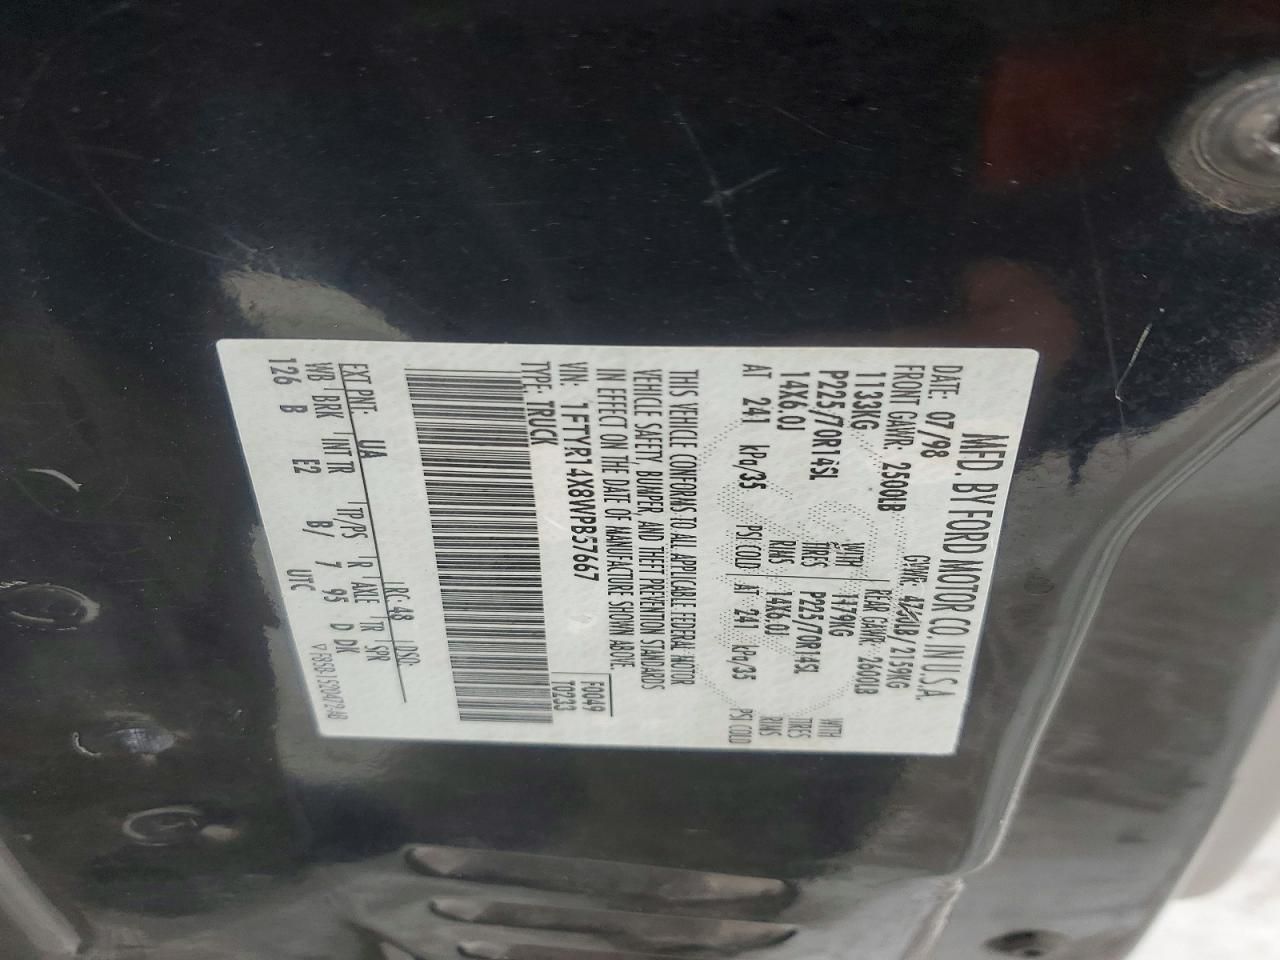 MFD. BY FORD MOTOR CO. IN U.S.A.
DATE: 07/98 GVWR: LB/ 2159KG
FRONT GAWR: 2500LB REAR GAWR: 2600LB
1133KG WITH 1179KG WITH
P225/70R14SL TIRES P225/70R14SL TIRES
14X6.0J RIMS 14X6.0J RIMS
AT 241 kPa/35 PSI COLD AT 241 kPa/35 PSI COLD
THIS VEHICLE CONFORMS TO ALL APPLICABLE FEDERAL MOTOR
VEHICLE SAFETY, BUMPER, AND THEFT PREVENTION STANDARDS
IN EFFECT ON THE DATE OF MANUFACTURE SHOWN ABOVE.
VIN: 1FTYR14X8WPB57667 F0049
TYPE: TRUCK T0233
EXT PNT: UA RC: 48 DSO:
WB BRK INT TR TP/PS R AXLE TR SPR
126 B E2 B/ 7 95 D DK
UTC